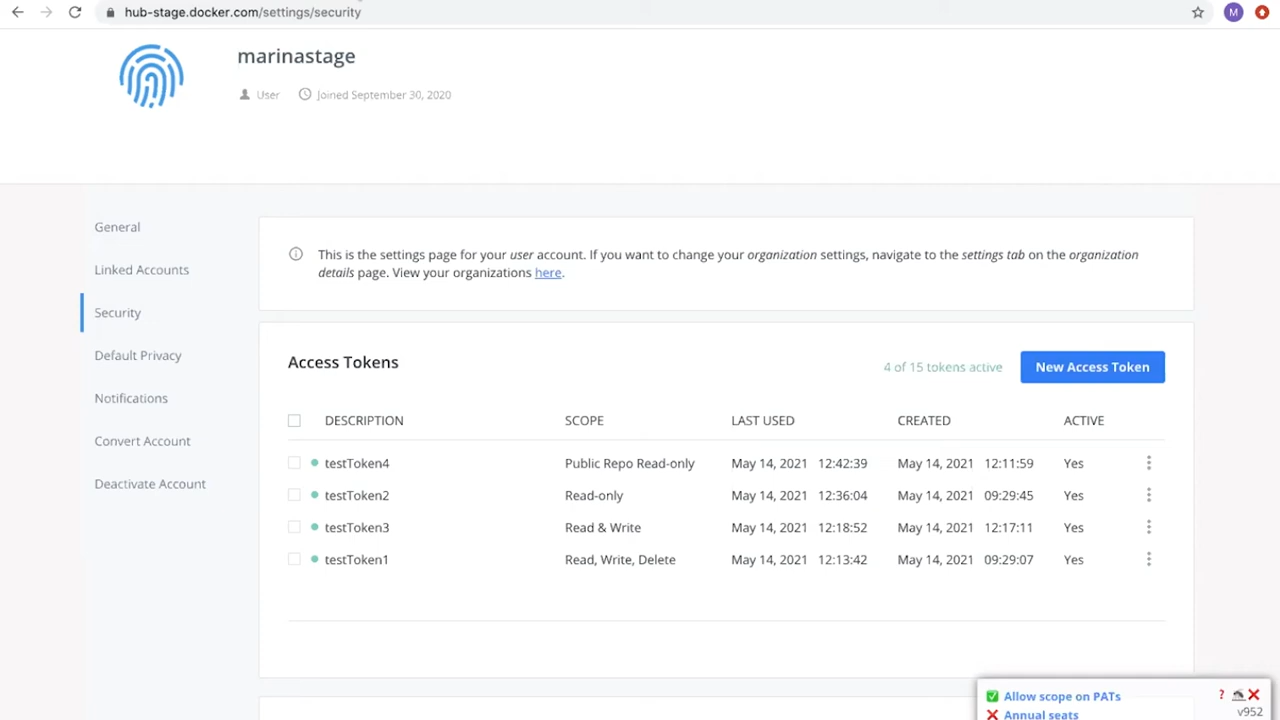 hub-stage.docker.com/settings/security
M
marinastage
User
Joined September 30, 2020
General
Linked Accounts
Security
Default Privacy
Notifications
Convert Account
Deactivate Account
This is the settings page for your user account. If you want to change your organization settings, navigate to the settings tab on the organization
details page. View your organizations here.
Access Tokens
4 of 15 tokens active
New Access Token
DESCRIPTION SCOPE LAST USED CREATED ACTIVE
testToken4 Public Repo Read-only May 14, 2021 12:42:39 May 14, 2021 12:11:59 Yes
testToken2 Read-only May 14, 2021 12:36:04 May 14, 2021 09:29:45 Yes
testToken3 Read & Write May 14, 2021 12:18:52 May 14, 2021 12:17:11 Yes
testToken1 Read, Write, Delete May 14, 2021 12:13:42 May 14, 2021 09:29:07 Yes
Allow scope on PATs
?
v952
Annual seats